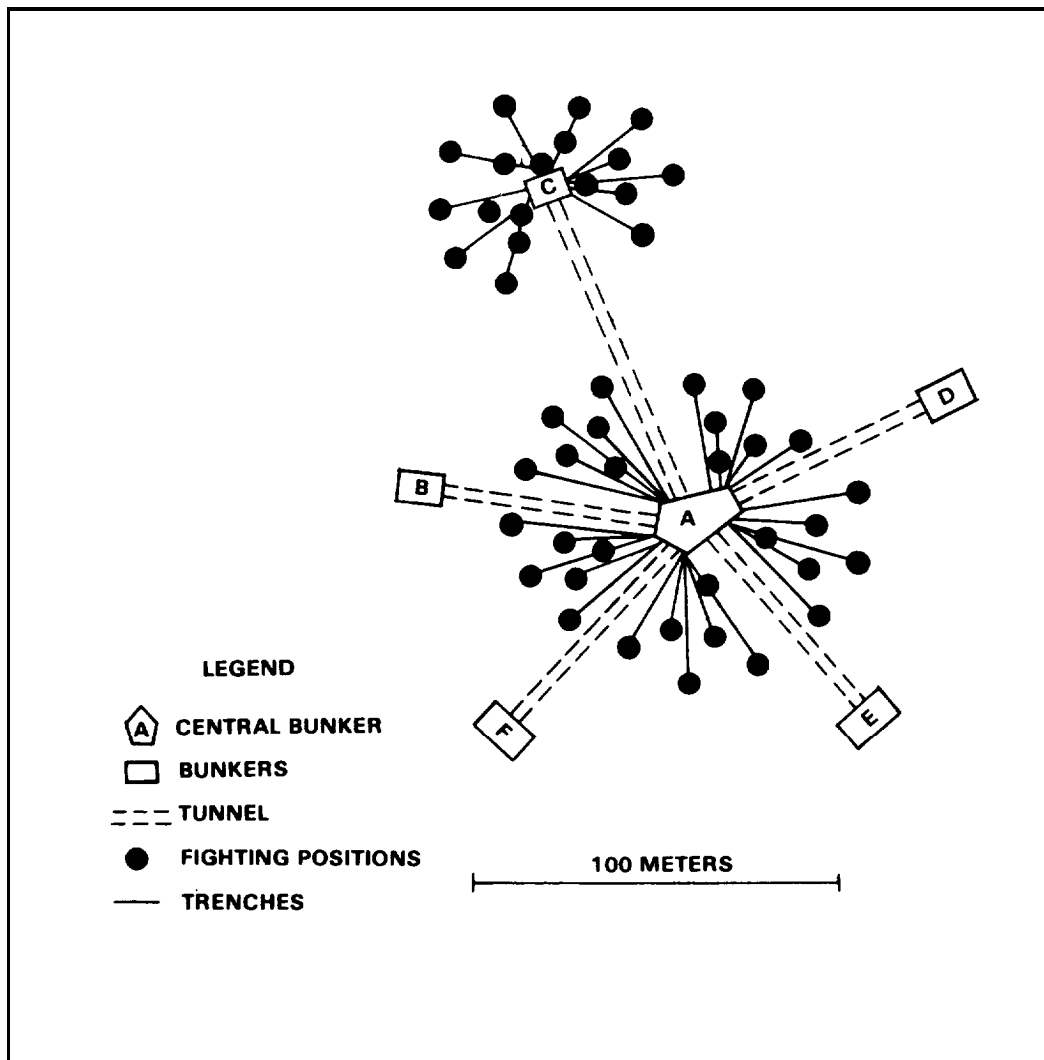 C
D
B
A
LEGEND
A CENTRAL BUNKER
BUNKERS
TUNNEL
FIGHTING POSITIONS
TRENCHES
F
E
100 METERS